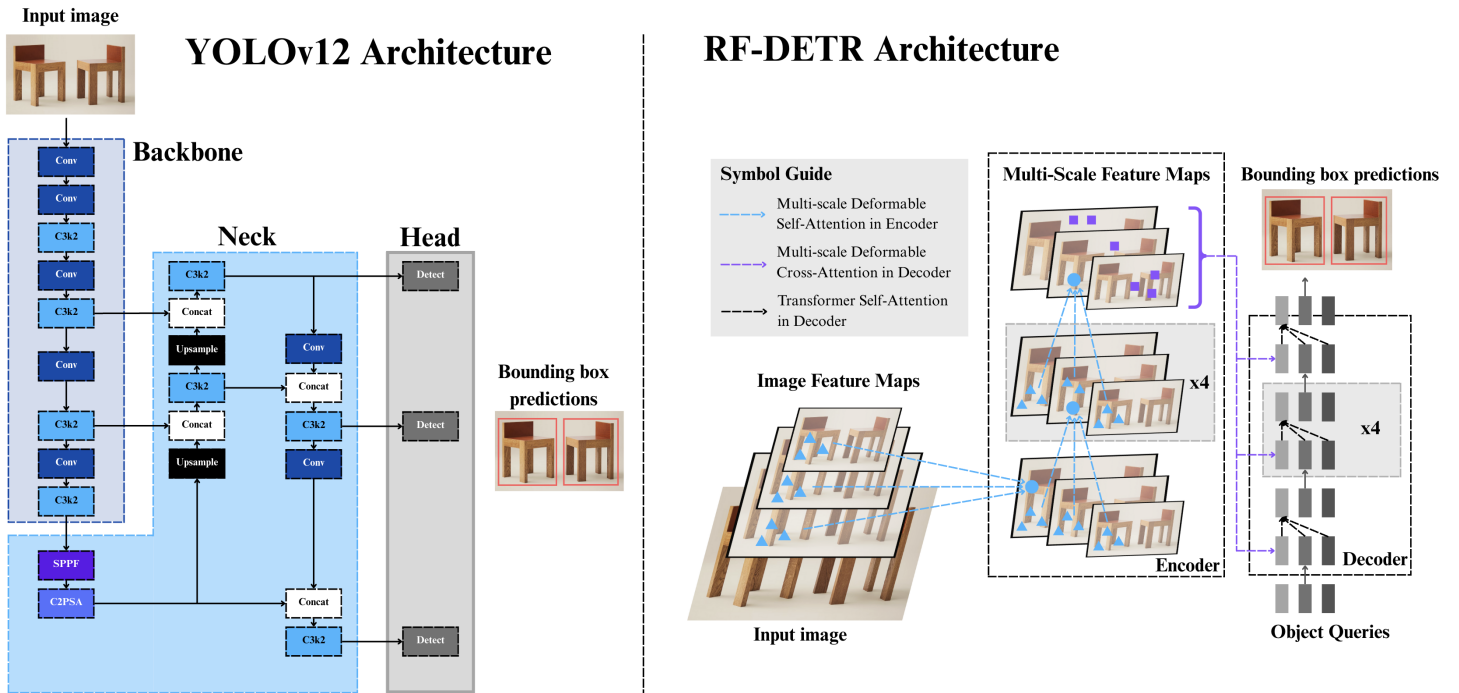 Input image
YOLOv12 Architecture
Backbone
Conv
Conv
C3k2
Conv
C3k2
Conv
C3k2
Conv
C3k2
SPPF
C2PSA
Neck
C3k2
Concat
Upsample
C3k2
Concat
Upsample
Conv
Concat
C3k2
Conv
Concat
C3k2
Head
Detect
Detect
Detect
Bounding box
predictions
RF-DETR Architecture
Symbol Guide
Multi-scale Deformable
Self-Attention in Encoder
Multi-scale Deformable
Cross-Attention in Decoder
Transformer Self-Attention
in Decoder
Image Feature Maps
Input image
Multi-Scale Feature Maps
x4
Encoder
Bounding box predictions
x4
Decoder
Object Queries